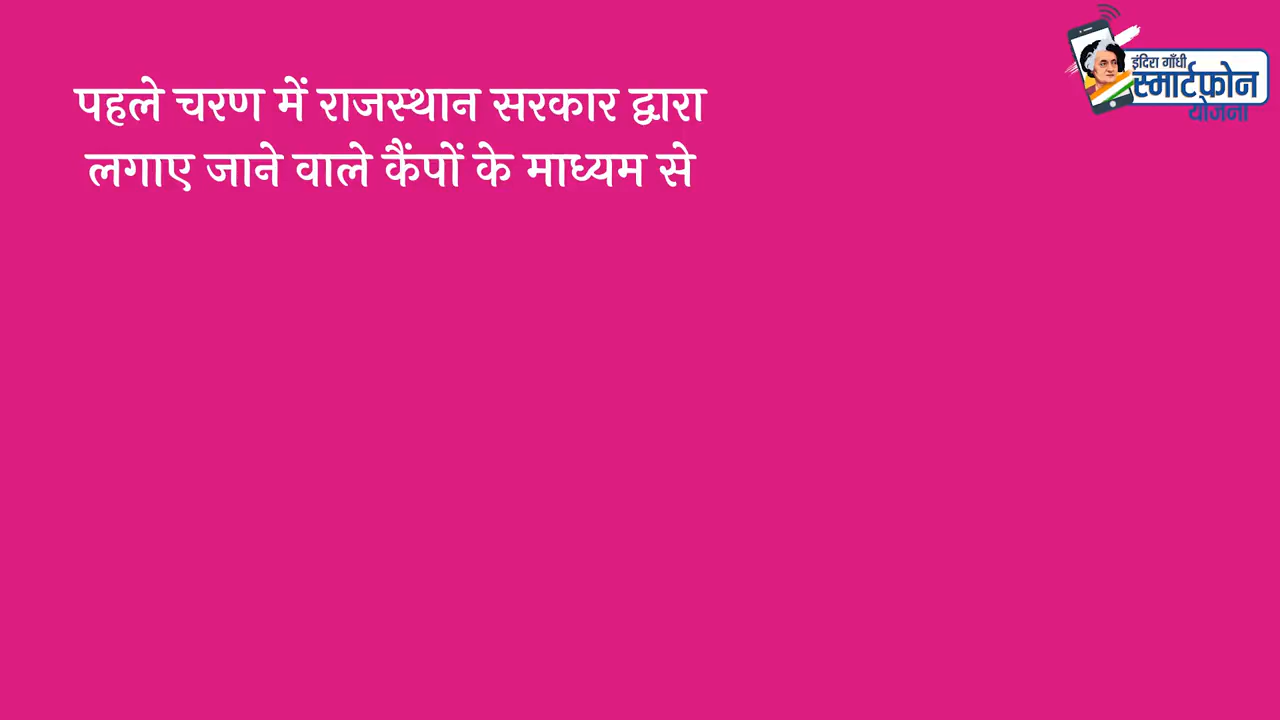 पहले चरण में राजस्थान सरकार द्वारा
लगाए जाने वाले कैंपों के माध्यम से
इंदिरा गाँधी
स्मार्टफ़ोन
योजना